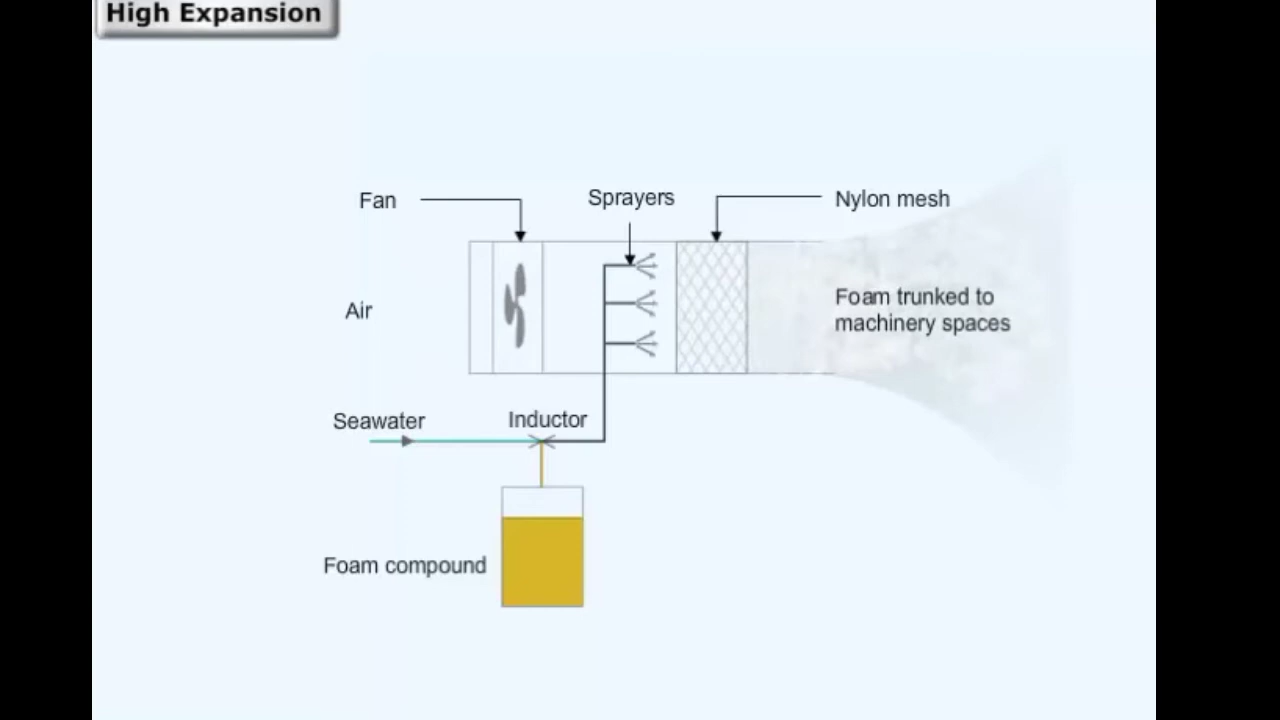 High Expansion
Fan
Sprayers
Nylon mesh
Air
Foam trunked to
machinery spaces
Seawater
Inductor
Foam compound